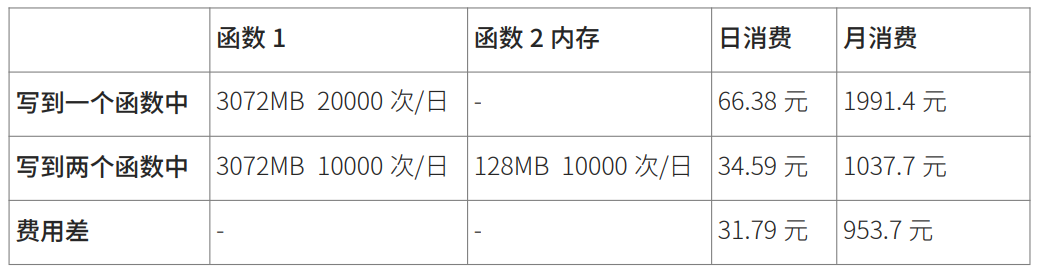 函数 1 函数 2 内存 日消费 月消费
写到一个函数中 3072MB 20000 次/日 - 66.38 元 1991.4 元
写到两个函数中 3072MB 10000 次/日 128MB 10000 次/日 34.59 元 1037.7 元
费用差 - - 31.79 元 953.7 元